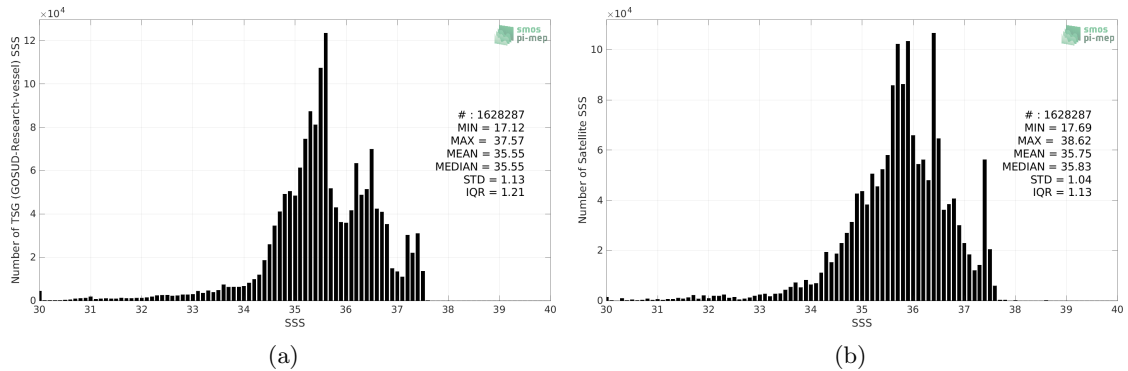 ×10⁴
smos
pi-mep
Number of TSG (GOSUD-Research-vessel) SSS
12
10
8
6
4
2
0
# : 1628287
MIN = 17.12
MAX = 37.57
MEAN = 35.55
MEDIAN = 35.55
STD = 1.13
IQR = 1.21
30 31 32 33 34 35 36 37 38 39 40
SSS
(a)
×10⁴
smos
pi-mep
Number of Satellite SSS
10
8
6
4
2
0
# : 1628287
MIN = 17.69
MAX = 38.62
MEAN = 35.75
MEDIAN = 35.83
STD = 1.04
IQR = 1.13
30 31 32 33 34 35 36 37 38 39 40
SSS
(b)